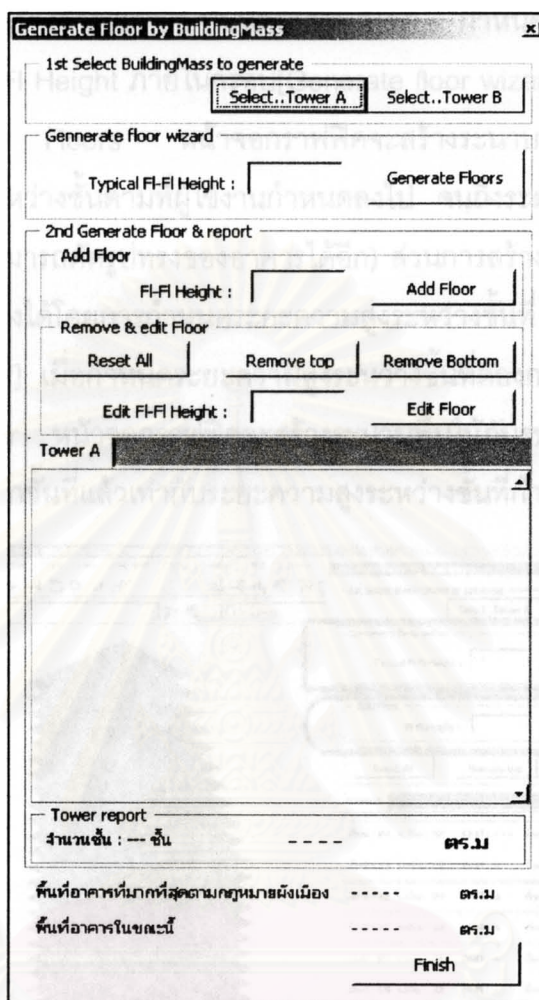 Generate Floor by BuildingMass x
1st Select BuildingMass to generate
Select..Tower A Select..Tower B
Gennerate floor wizard
Typical Fl-Fl Height : Generate Floors
2nd Generate Floor & report
Add Floor
Fl-Fl Height : Add Floor
Remove & edit Floor
Reset All Remove top Remove Bottom
Edit Fl-Fl Height : Edit Floor
Tower A
Tower report
จำนวนชั้น : --- ชั้น ---- ตร.ม
พื้นที่อาคารที่มากที่สุดตามกฎหมายผังเมือง ----- ตร.ม
พื้นที่อาคารในขณะนี้ ----- ตร.ม
Finish